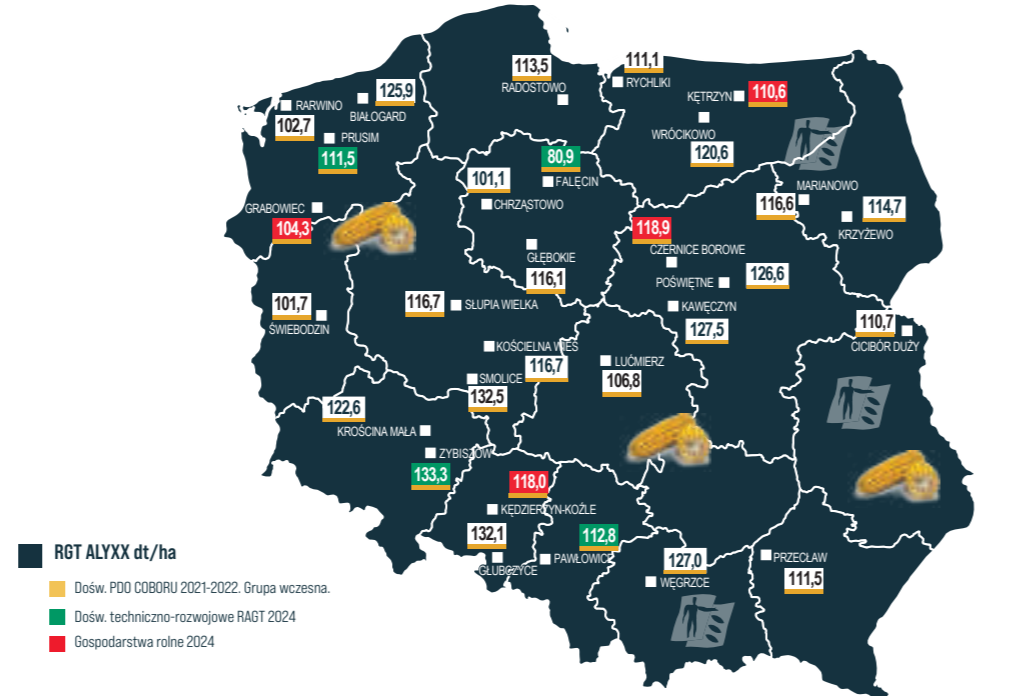 111,1
113,5
RADOSTOWO
RYCHLIKI
KĘTRZYN
110,6
125,9
RARWINO
BIAŁOGARD
102,7
PRUSIM
111,5
WRÓCIKOWO
120,6
80,9
FALĘCIN
101,1
CHRZĄSTOWO
MARIANOWO
116,6
114,7
KRZYŻEWO
GRABOWIEC
104,3
118,9
CZERNICE BOROWE
GŁĘBOKIE
116,1
POŚWIĘTNE
126,6
101,7
ŚWIEBODZIN
116,7
SŁUPIA WIELKA
KAWĘCZYN
127,5
110,7
CICIBÓR DUŻY
KOŚCIELNA WIEŚ
116,7
LUĆMIERZ
106,8
SMOLICE
132,5
122,6
KROŚCINA MAŁA
ZYBISZÓW
133,3
118,0
KĘDZIERZYN-KOŹLE
132,1
GŁUBCZYCE
112,8
PAWŁOWICE
127,0
WĘGRZCE
PRZECŁAW
111,5
RGT ALYXX dt/ha
Dośw. PDO COBORU 2021-2022. Grupa wczesna.
Dośw. techniczno-rozwojowe RAGT 2024
Gospodarstwa rolne 2024